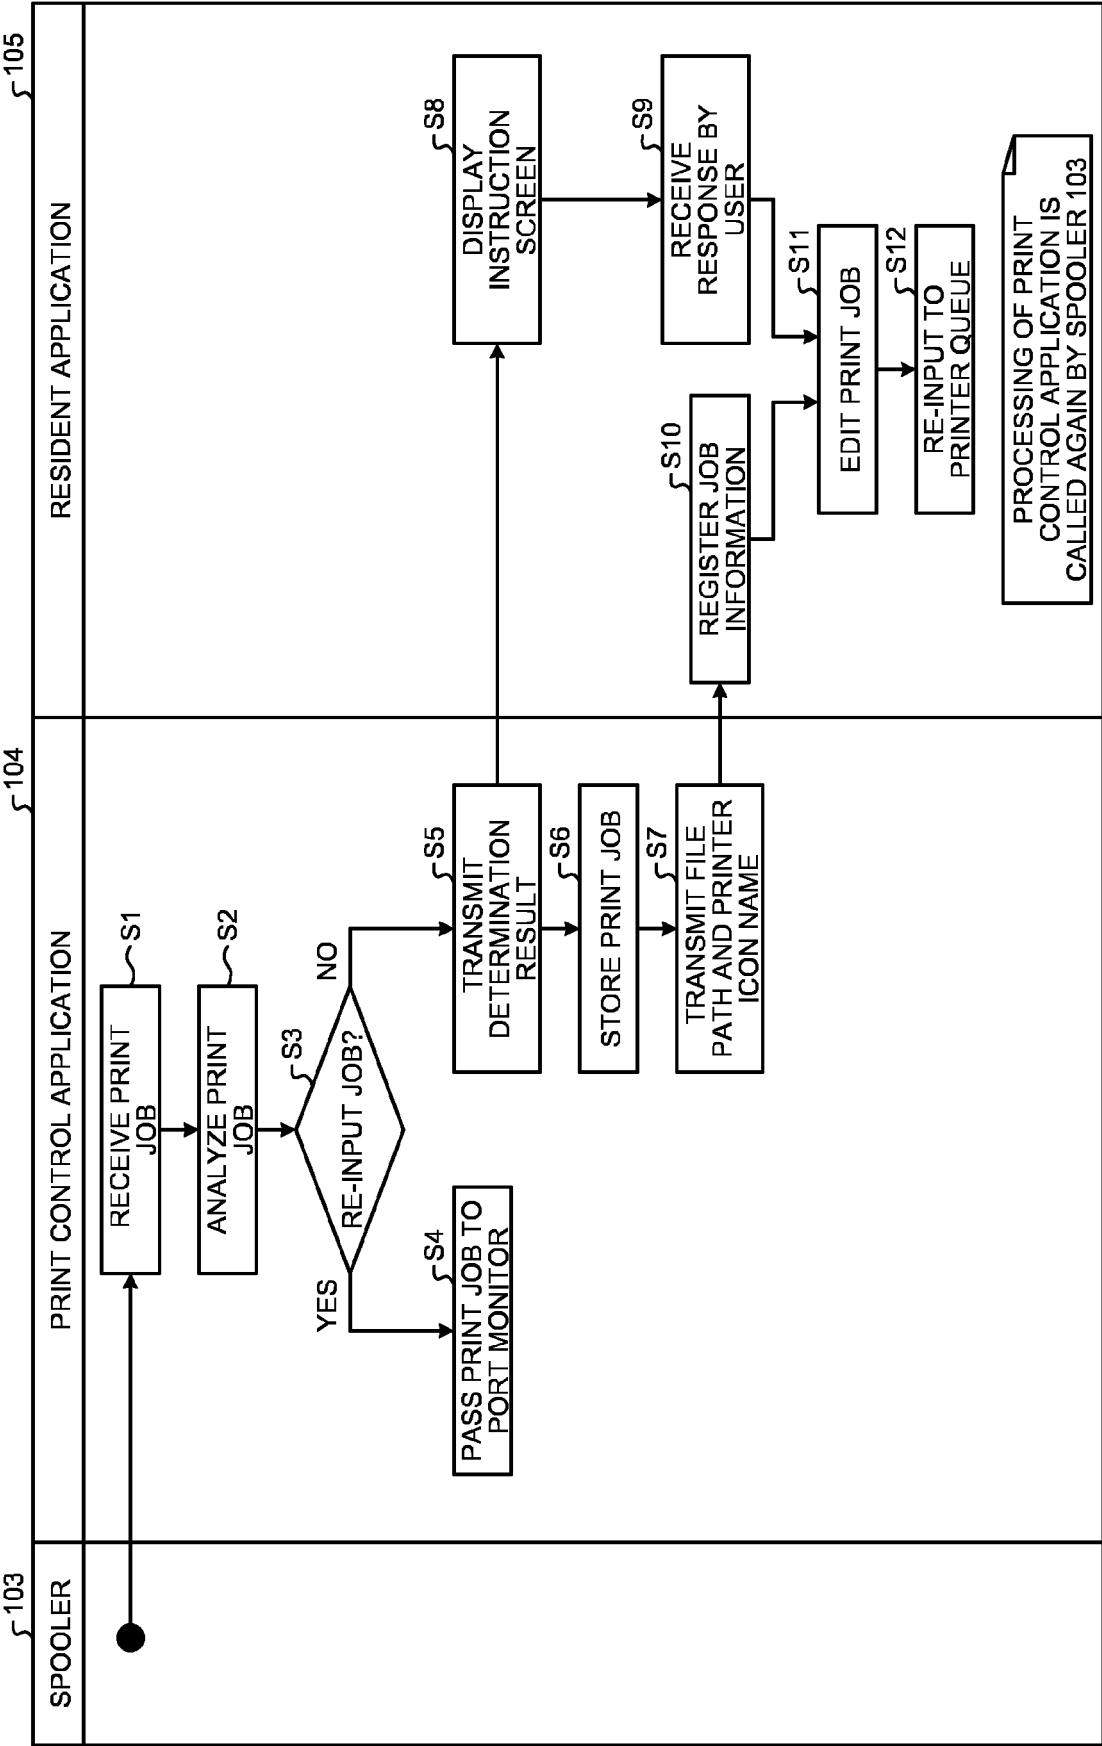 103
104
105
SPOOLER
PRINT CONTROL APPLICATION
RESIDENT APPLICATION
S1
RECEIVE PRINT
JOB
S2
ANALYZE PRINT
JOB
S3
RE-INPUT JOB?
YES
NO
S4
PASS PRINT JOB TO
PORT MONITOR
S5
TRANSMIT
DETERMINATION
RESULT
S6
STORE PRINT JOB
S7
TRANSMIT FILE
PATH AND PRINTER
ICON NAME
S8
DISPLAY
INSTRUCTION
SCREEN
S9
RECEIVE
RESPONSE BY
USER
S10
REGISTER JOB
INFORMATION
S11
EDIT PRINT JOB
S12
RE-INPUT TO
PRINTER QUEUE
PROCESSING OF PRINT
CONTROL APPLICATION IS
CALLED AGAIN BY SPOOLER 103